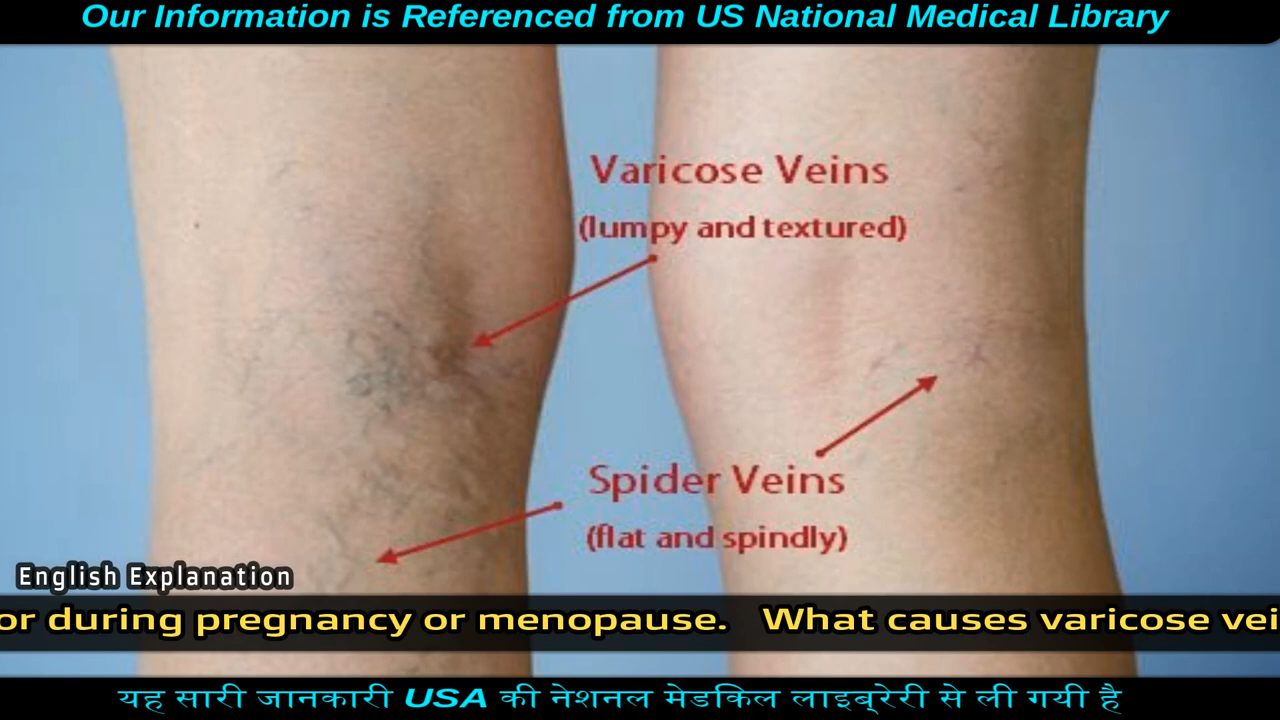 Our Information is Referenced from US National Medical Library
Varicose Veins
(lumpy and textured)
Spider Veins
(flat and spindly)
English Explanation
or during pregnancy or menopause. What causes varicose vei
यह सारी जानकारी USA की नेशनल मेडकिल लाइब्रेरी से ली गयी है